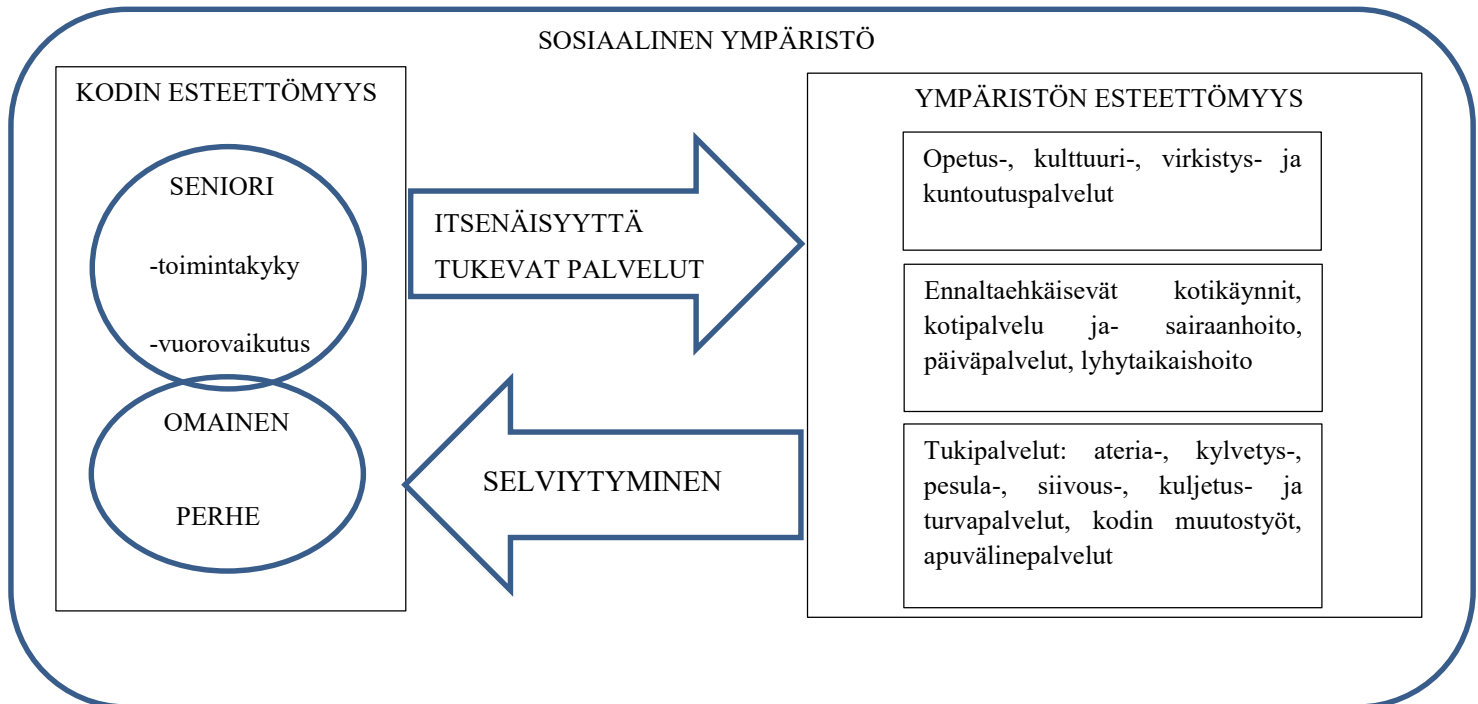 SOSIAALINEN YMPÄRISTÖ
KODIN ESTEETTÖMYYS
SENIORI
-toimintakyky
-vuorovaikutus
OMAINEN
PERHE
ITSENÄISYYTTÄ
TUKEVAT PALVELUT
SELVIYTYMINEN
YMPÄRISTÖN ESTEETTÖMYYS
Opetus-, kulttuuri-, virkistys- ja
kuntoutuspalvelut
Ennaltaehkäisevät kotikäynnit,
kotipalvelu ja- sairaanhoito,
päiväpalvelut, lyhytaikaishoito
Tukipalvelut: ateria-, kylvetys-,
pesula-, siivous-, kuljetus- ja
turvapalvelut, kodin muutostyöt,
apuvälinepalvelut